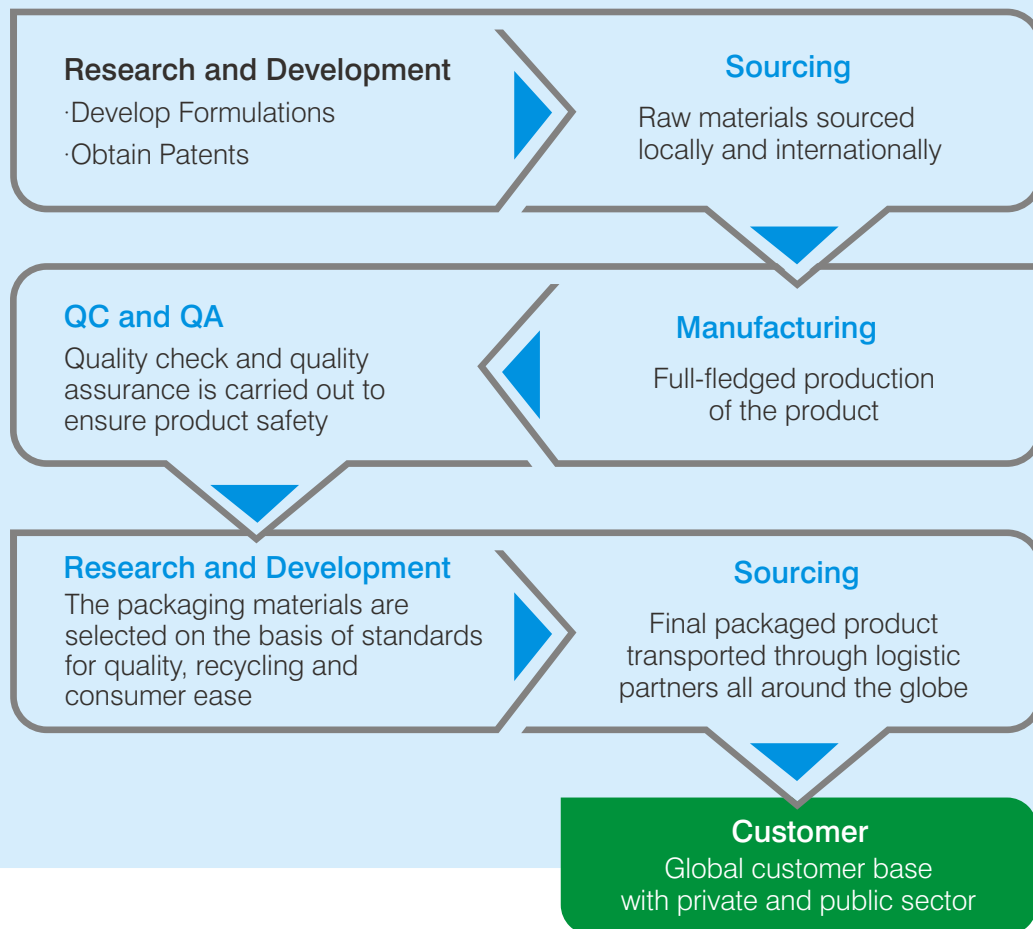 Research and Development
·Develop Formulations
·Obtain Patents
Sourcing
Raw materials sourced
locally and internationally
Manufacturing
Full-fledged production
of the product
QC and QA
Quality check and quality
assurance is carried out to
ensure product safety
Research and Development
The packaging materials are
selected on the basis of standards
for quality, recycling and
consumer ease
Sourcing
Final packaged product
transported through logistic
partners all around the globe
Customer
Global customer base
with private and public sector